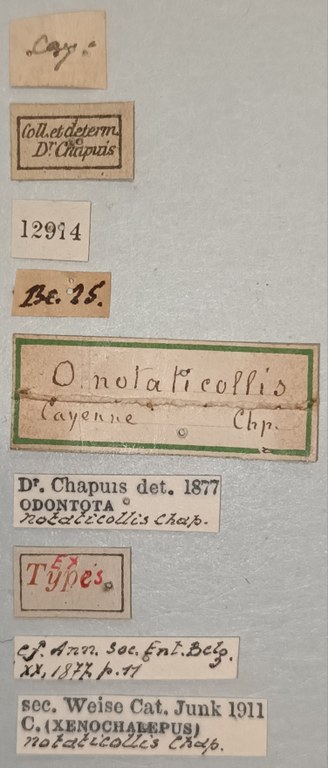 Cay.
Coll. et determ.
Dr. Chapuis
12914
Be. 25.
O. notaticollis
Cayenne Chp.
Dr. Chapuis det. 1877
ODONTOTA
notaticollis Chap.
Ex
Types.
cf. Ann. Soc. Ent. Belg.
XX, 1877, p. 11
sec. Weise Cat. Junk 1911
C. (XENOCHALEPUS)
notaticollis Chap.